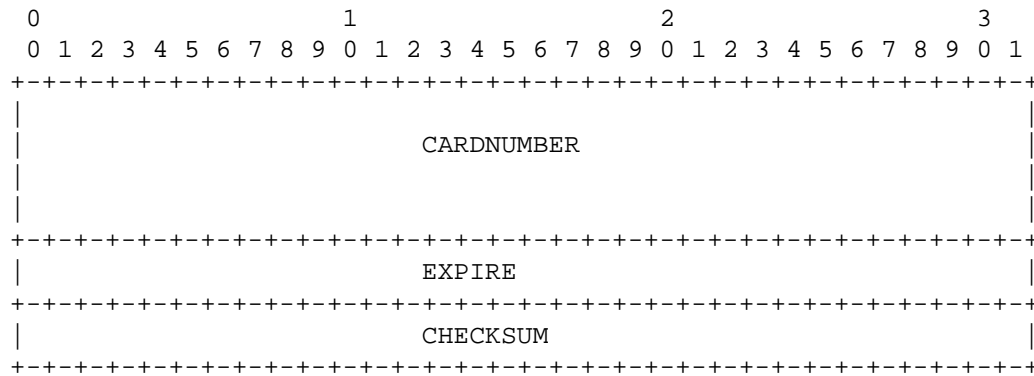 0                   1                   2                   3
 0 1 2 3 4 5 6 7 8 9 0 1 2 3 4 5 6 7 8 9 0 1 2 3 4 5 6 7 8 9 0 1
+-+-+-+-+-+-+-+-+-+-+-+-+-+-+-+-+-+-+-+-+-+-+-+-+-+-+-+-+-+-+-+-+
|                                                               |
|                         CARDNUMBER                            |
|                                                               |
|                                                               |
+-+-+-+-+-+-+-+-+-+-+-+-+-+-+-+-+-+-+-+-+-+-+-+-+-+-+-+-+-+-+-+-+
|                         EXPIRE                                |
+-+-+-+-+-+-+-+-+-+-+-+-+-+-+-+-+-+-+-+-+-+-+-+-+-+-+-+-+-+-+-+-+
|                         CHECKSUM                              |
+-+-+-+-+-+-+-+-+-+-+-+-+-+-+-+-+-+-+-+-+-+-+-+-+-+-+-+-+-+-+-+-+